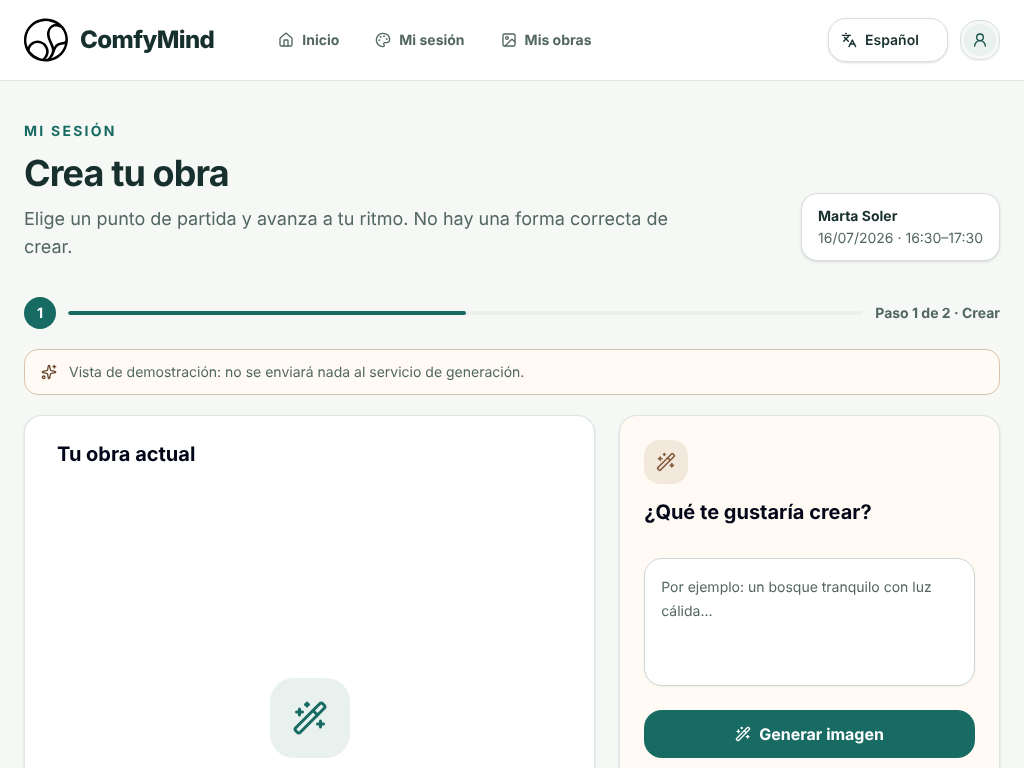 ComfyMind
Inicio
Mi sesión
Mis obras
Español
MI SESIÓN
Crea tu obra
Elige un punto de partida y avanza a tu ritmo. No hay una forma correcta de
crear.
Marta Soler
16/07/2026 · 16:30–17:30
1
Paso 1 de 2 · Crear
Vista de demostración: no se enviará nada al servicio de generación.
Tu obra actual
¿Qué te gustaría crear?
Por ejemplo: un bosque tranquilo con luz
cálida...
Generar imagen